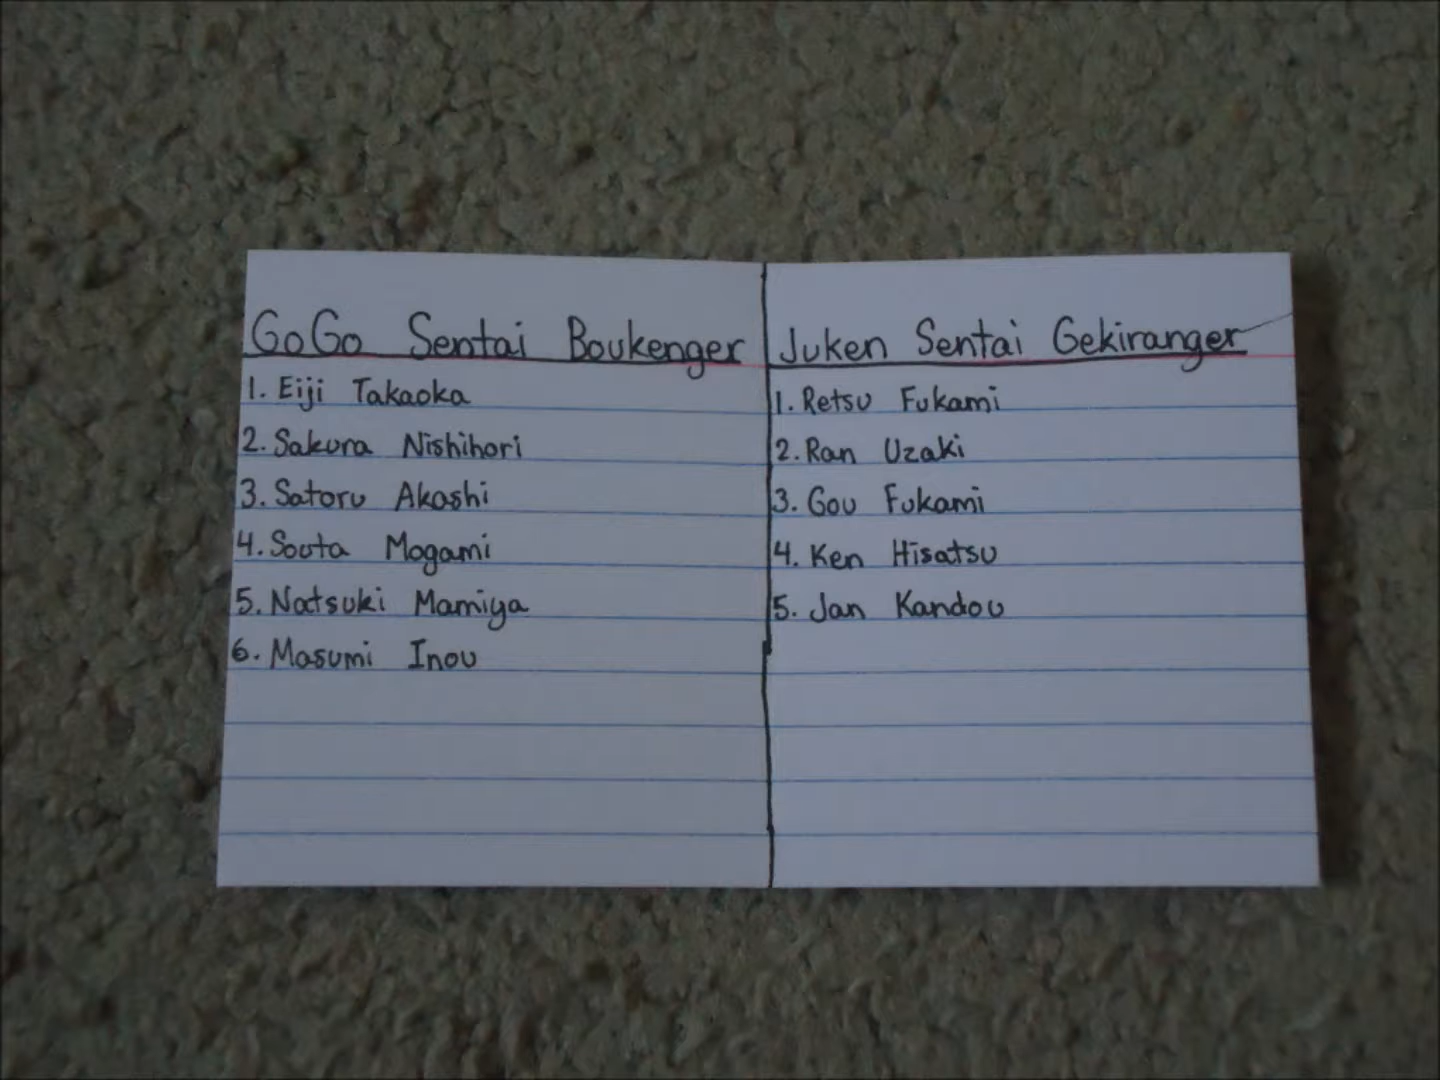 GoGo Sentai Boukenger
1. Eiji Takaoka
2. Sakura Nishihori
3. Satoru Akashi
4. Souta Mogami
5. Natsuki Mamiya
6. Masumi Inou
Juken Sentai Gekiranger
1. Retsu Fukami
2. Ran Uzaki
3. Gou Fukami
4. Ken Hisatsu
5. Jan Kandou